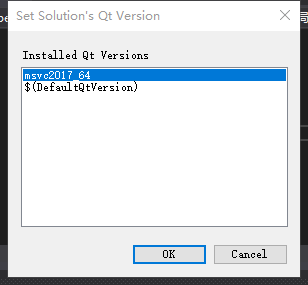 Set Solution's Qt Version
Installed Qt Versions
msvc2017_64
$(DefaultQtVersion)
OK
Cancel